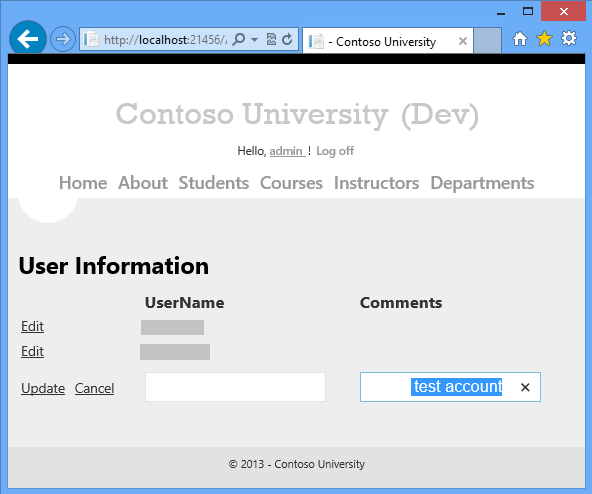 http://localhost:21456/
- Contoso University
Contoso University (Dev)
Hello, admin ! Log off
Home About Students Courses Instructors Departments
User Information
UserName Comments
Edit
Edit
Update Cancel test account
© 2013 - Contoso University